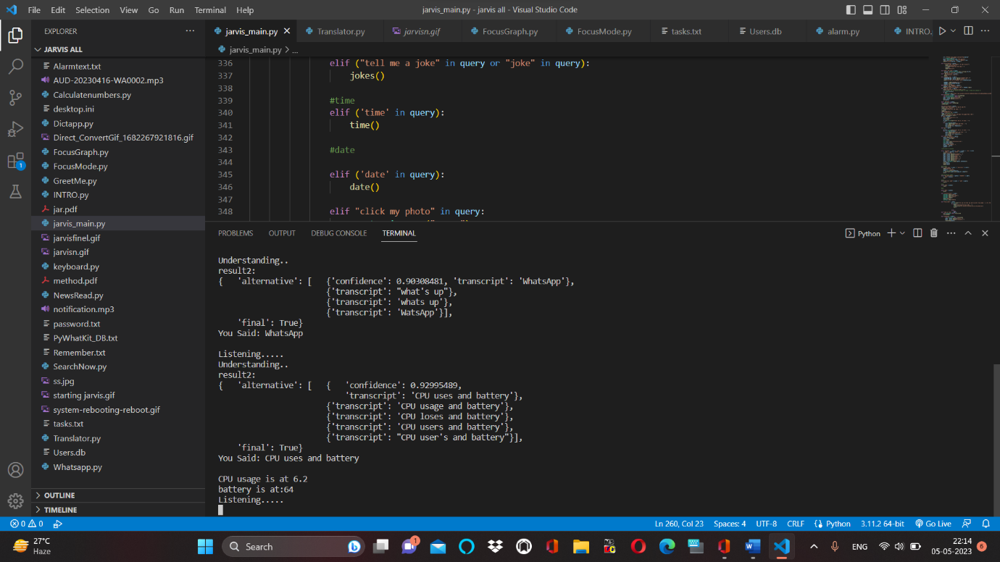 File Edit Selection View Go Run Terminal Help
jarvis_main.py - jarvis all - Visual Studio Code
EXPLORER
JARVIS ALL
Alarmtext.txt
AUD-20230416-WA0002.mp3
Calculatenumbers.py
desktop.ini
Dictapp.py
Direct_ConvertGif_1682267921816.gif
FocusGraph.py
FocusMode.py
GreetMe.py
INTRO.py
jar.pdf
jarvis_main.py
jarvisfinel.gif
jarvisn.gif
keyboard.py
method.pdf
NewsRead.py
notification.mp3
password.txt
PyWhatKit_DB.txt
Remember.txt
SearchNow.py
ss.jpg
starting jarvis.gif
system-rebooting-reboot.gif
tasks.txt
Translator.py
Users.db
Whatsapp.py
OUTLINE
TIMELINE
1
jarvis_main.py Translator.py jarvisn.gif FocusGraph.py FocusMode.py tasks.txt Users.db alarm.py INTRO.
jarvis_main.py > ...
336 elif ("tell me a joke" in query or "joke" in query):
337 jokes()
338
339 #time
340 elif ('time' in query):
341 time()
342
343 #date
344
345 elif ('date' in query):
346 date()
347
348 elif "click my photo" in query:
PROBLEMS OUTPUT DEBUG CONSOLE TERMINAL
Python
Understanding..
result2:
{ 'alternative': [ {'confidence': 0.90308481, 'transcript': 'WhatsApp'},
{'transcript': "what's up"},
{'transcript': 'whats up'},
{'transcript': 'WatsApp'}],
'final': True}
You Said: WhatsApp
Listening.....
Understanding..
result2:
{ 'alternative': [ { 'confidence': 0.92995489,
'transcript': 'CPU uses and battery'},
{'transcript': 'CPU usage and battery'},
{'transcript': 'CPU loses and battery'},
{'transcript': 'CPU users and battery'},
{'transcript': "CPU user's and battery"}],
'final': True}
You Said: CPU uses and battery
CPU usage is at 6.2
battery is at:64
Listening.....
0 0 Ln 260, Col 23 Spaces: 4 UTF-8 CRLF Python 3.11.2 64-bit Go Live
27°C
Haze
Search
1
ENG
22:14
05-05-2023
6